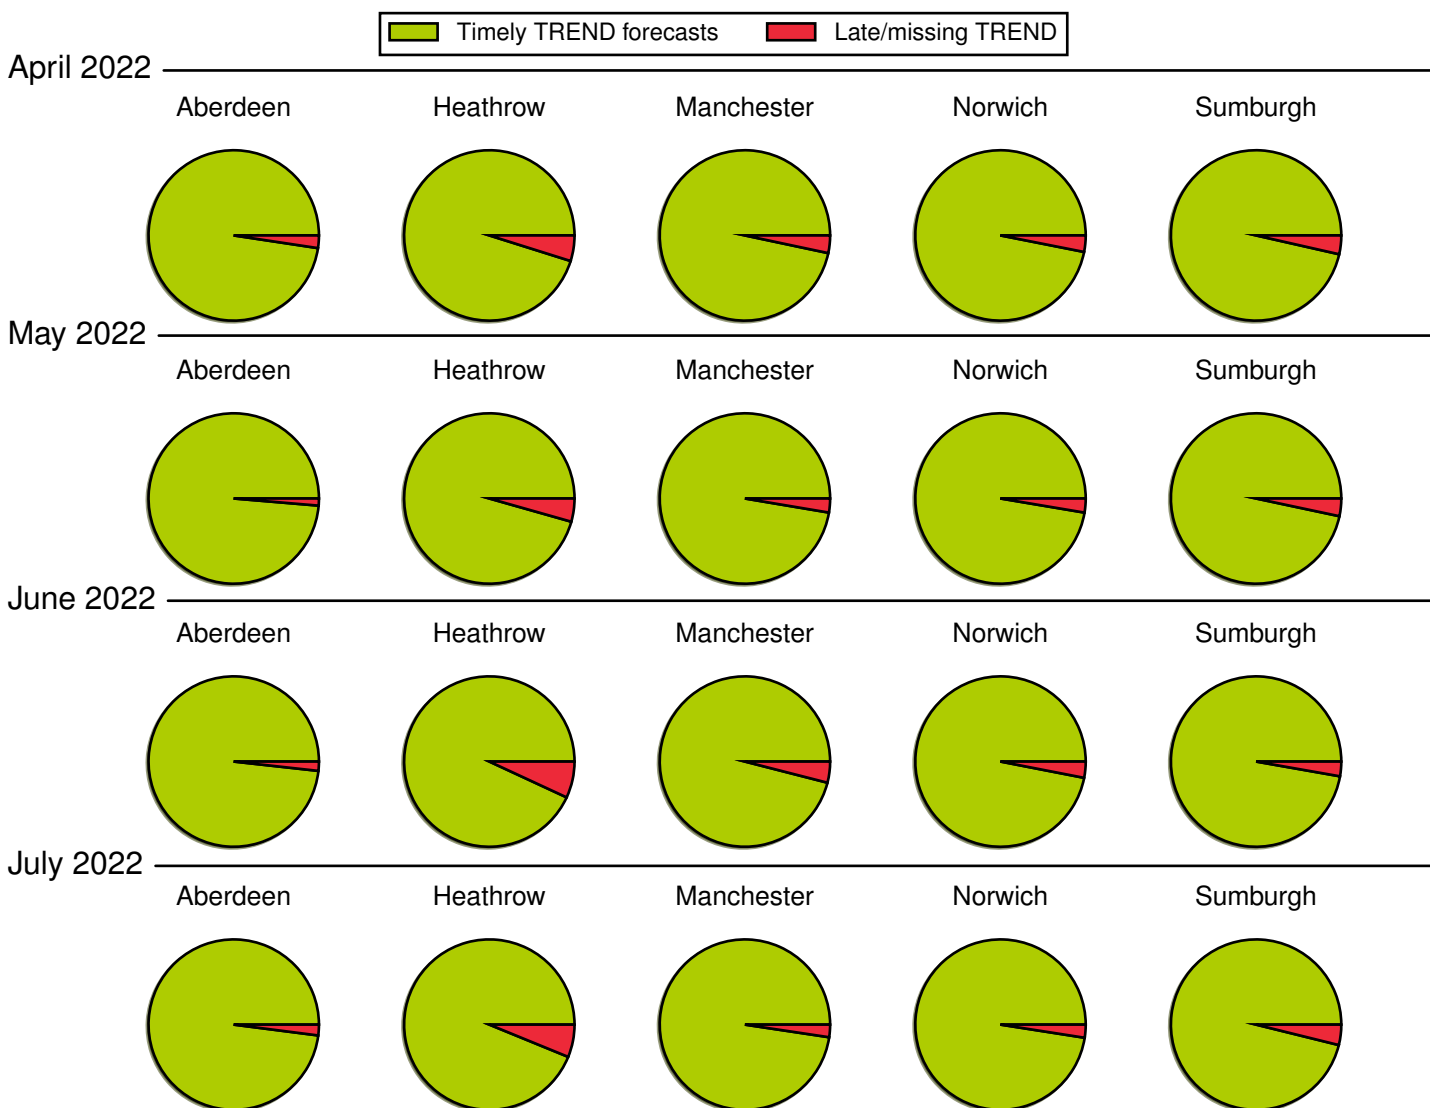 Timely TREND forecasts Late/missing TREND
April 2022
Aberdeen Heathrow Manchester Norwich Sumburgh
May 2022
Aberdeen Heathrow Manchester Norwich Sumburgh
June 2022
Aberdeen Heathrow Manchester Norwich Sumburgh
July 2022
Aberdeen Heathrow Manchester Norwich Sumburgh